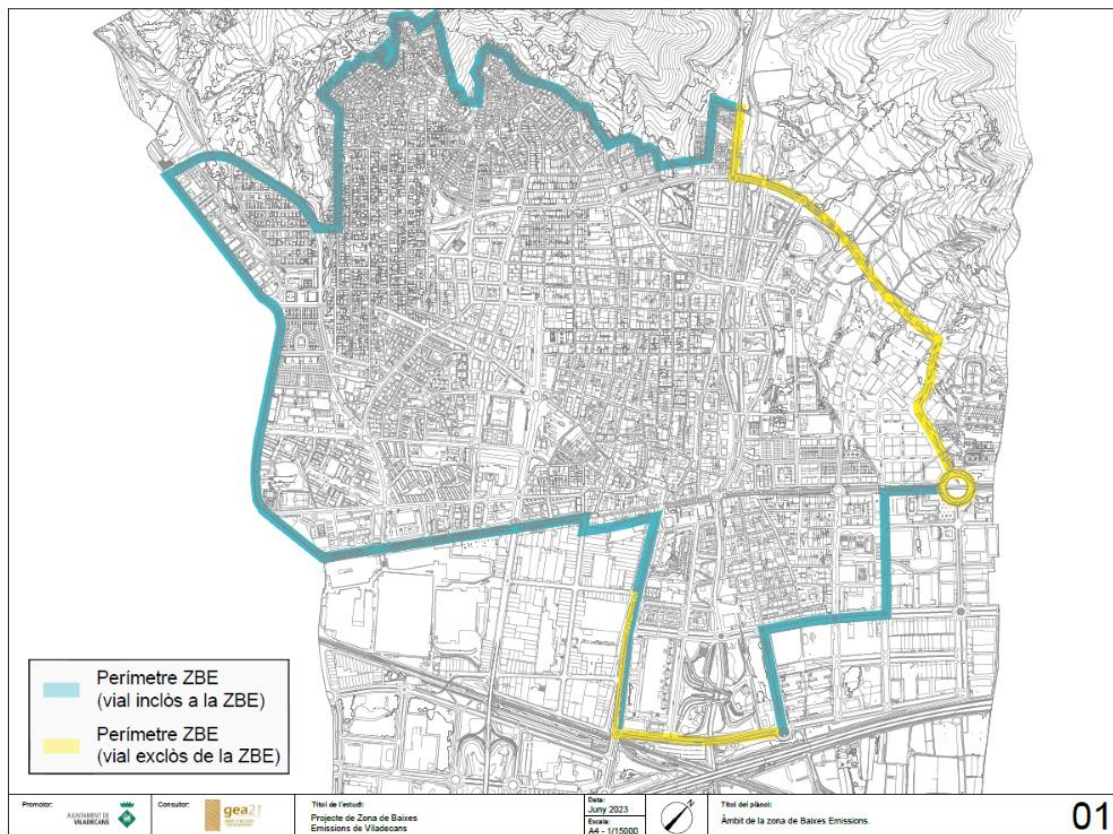 Perímetre ZBE
(vial inclòs a la ZBE)
Perímetre ZBE
(vial exclòs de la ZBE)
Promotor:
AJUNTAMENT DE
VILADECANS
Consultor:
gea21
Títol de l'estudi:
Projecte de Zona de Baixes
Emissions de Viladecans
Data:
Juny 2023
Escala:
A4 - 1/15000
N
Títol del plànol:
Àmbit de la zona de Baixes Emissions.
01